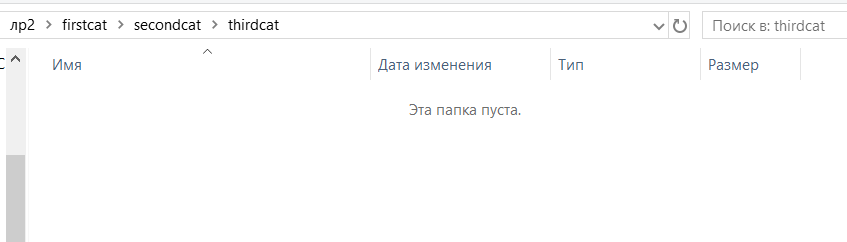 лр2 > firstcat > secondcat > thirdcat
Поиск в: thirdcat
Имя
Дата изменения
Тип
Размер
Эта папка пуста.